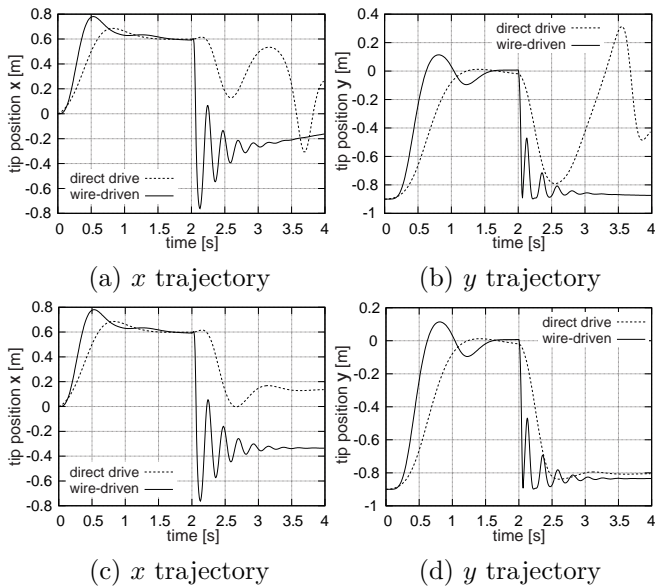 0.8
0.6
0.4
0.2
0
-0.2
-0.4
-0.6
-0.8
tip position x [m]
direct drive
wire-driven
0 0.5 1 1.5 2 2.5 3 3.5 4
time [s]
(a) x trajectory
0.4
0.2
0
-0.2
-0.4
-0.6
-0.8
-1
tip position y [m]
direct drive
wire-driven
0 0.5 1 1.5 2 2.5 3 3.5 4
time [s]
(b) y trajectory
0.8
0.6
0.4
0.2
0
-0.2
-0.4
-0.6
-0.8
tip position x [m]
direct drive
wire-driven
0 0.5 1 1.5 2 2.5 3 3.5 4
time [s]
(c) x trajectory
0.2
0
-0.2
-0.4
-0.6
-0.8
-1
tip position y [m]
direct drive
wire-driven
0 0.5 1 1.5 2 2.5 3 3.5 4
time [s]
(d) y trajectory